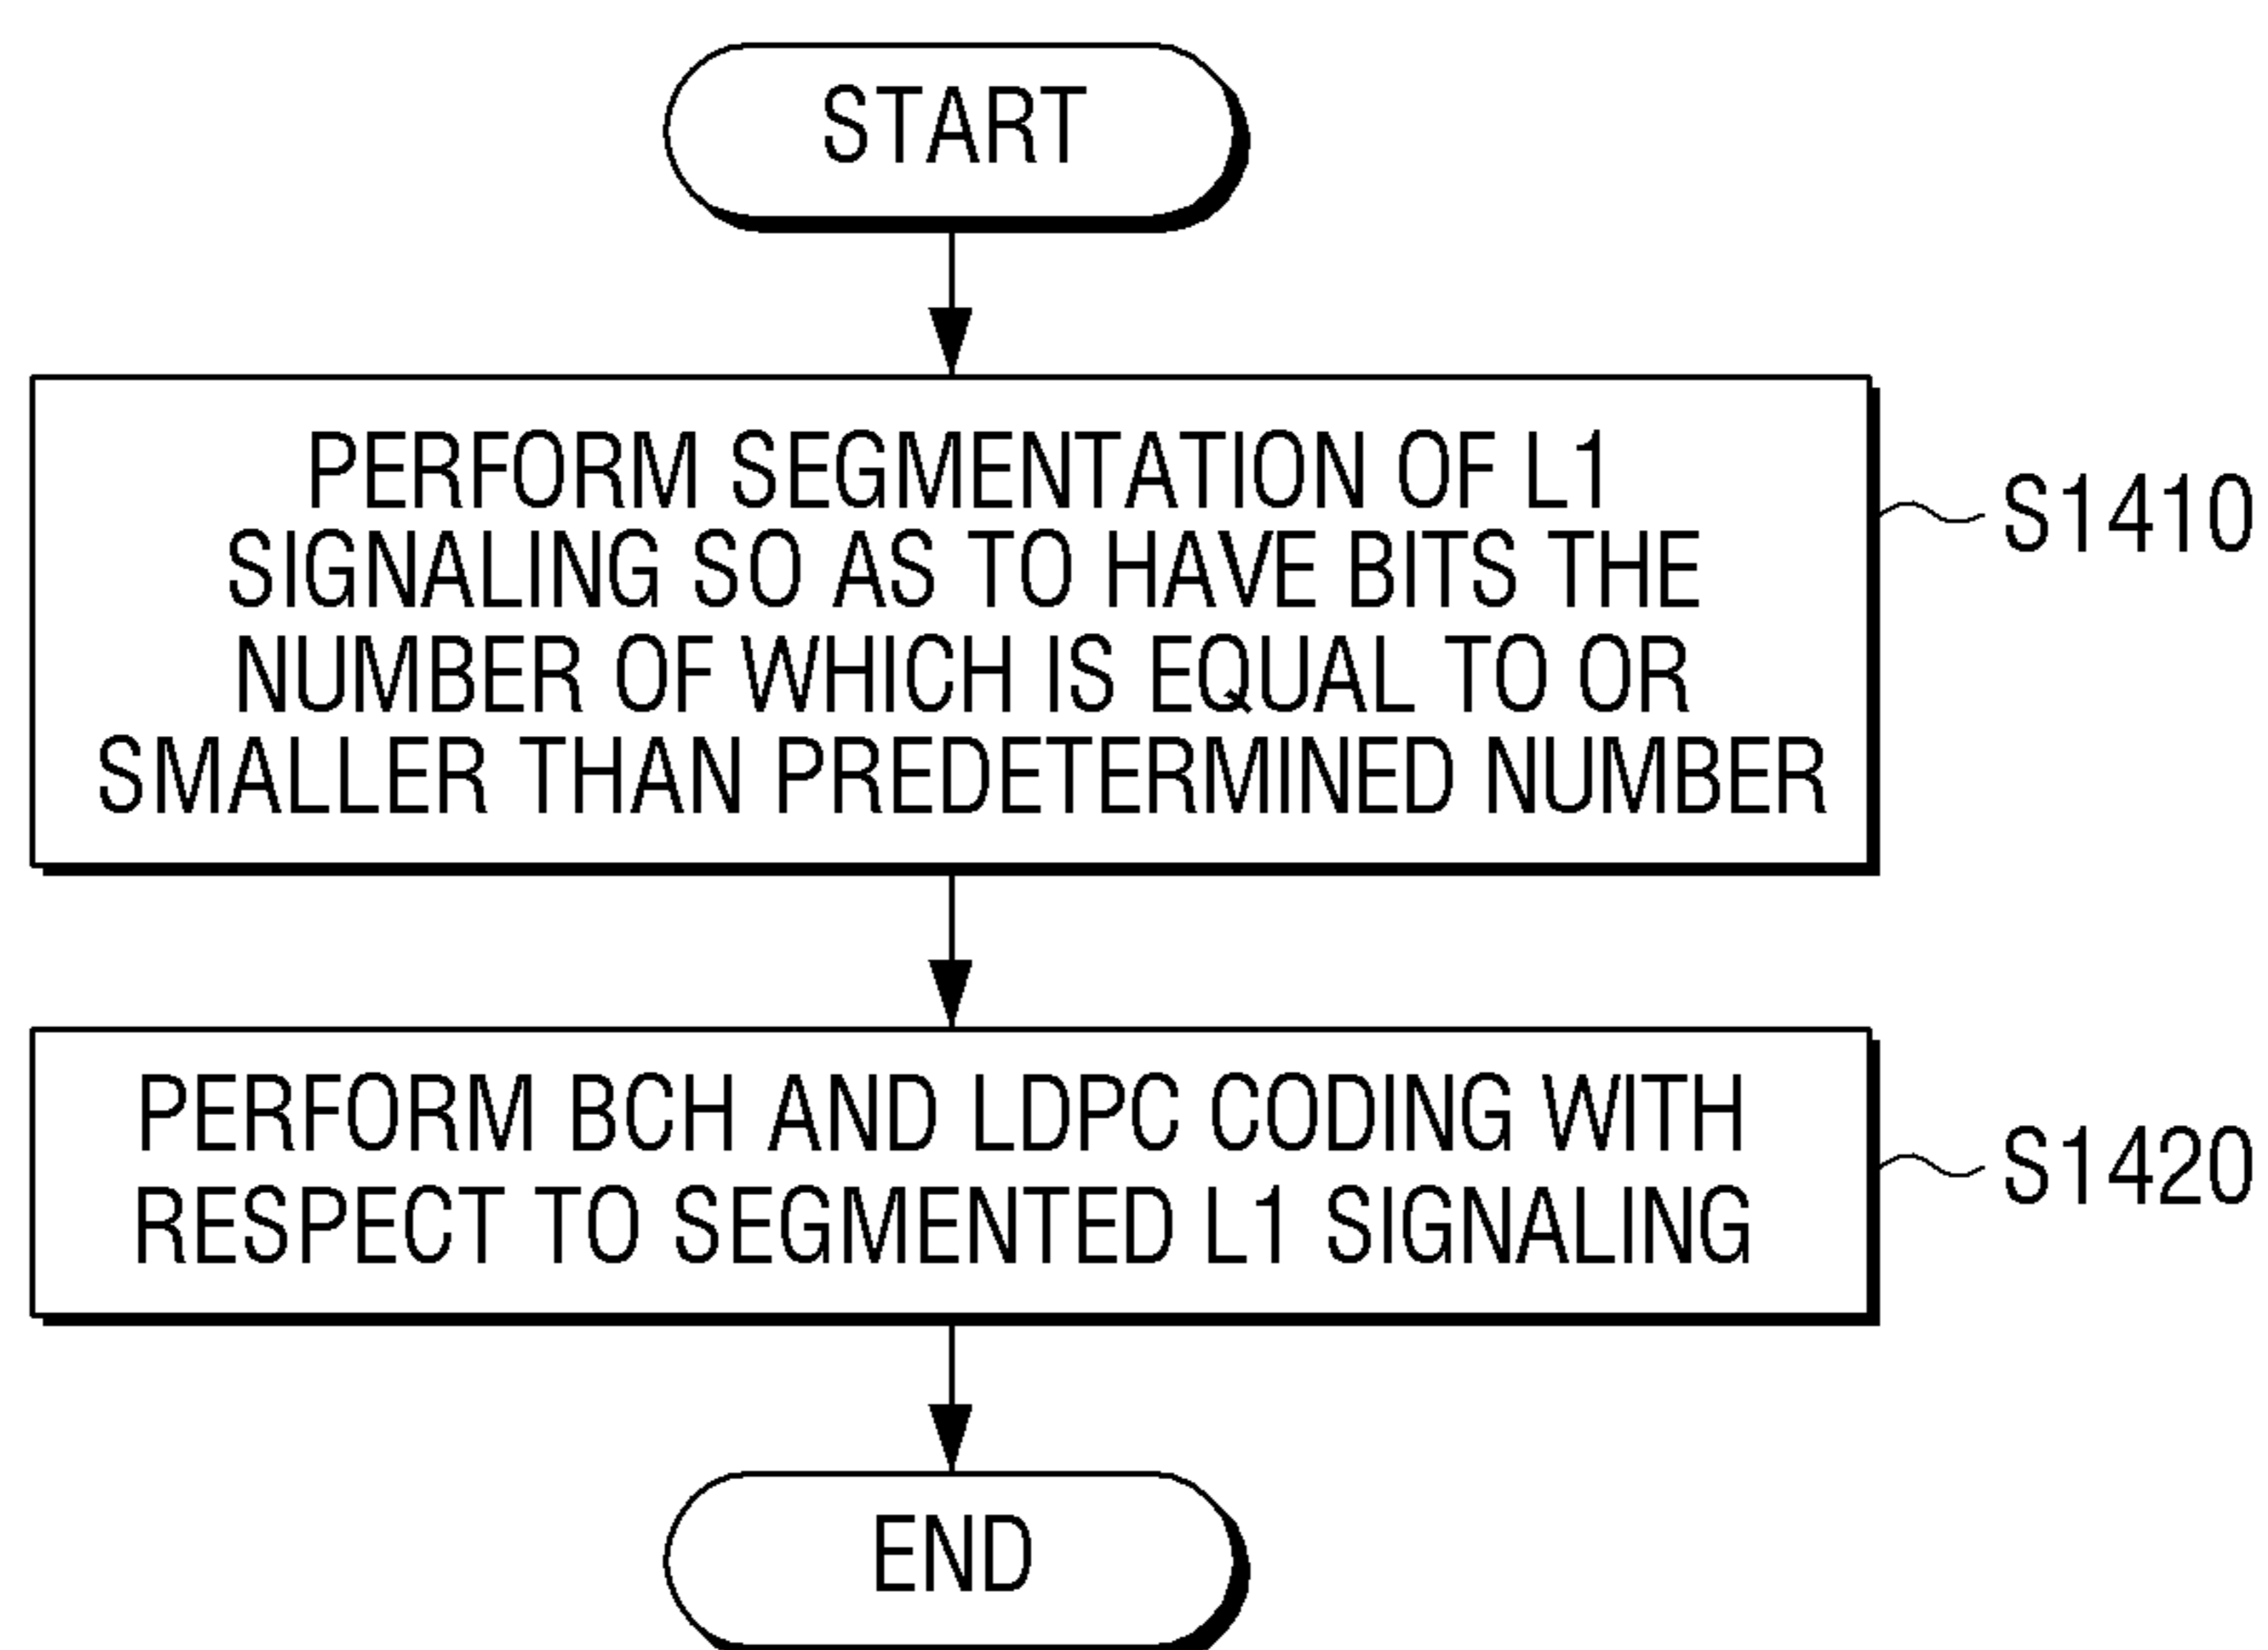 START
PERFORM SEGMENTATION OF L1
SIGNALING SO AS TO HAVE BITS THE
NUMBER OF WHICH IS EQUAL TO OR
SMALLER THAN PREDETERMINED NUMBER
S1410
PERFORM BCH AND LDPC CODING WITH
RESPECT TO SEGMENTED L1 SIGNALING
S1420
END